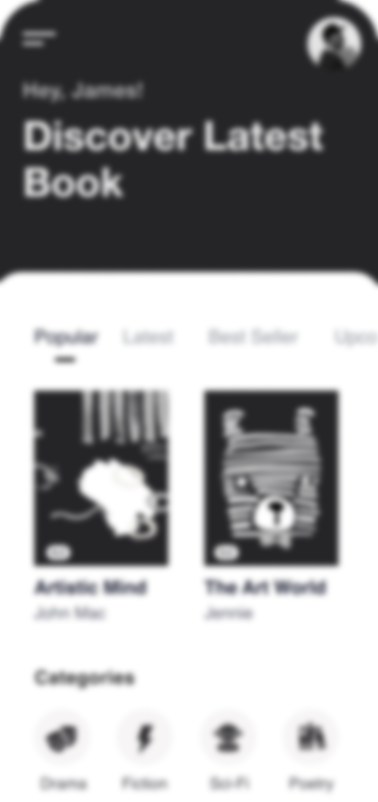 Hey, James!
Discover Latest
Book
Popular Latest Best Seller Upco
Artistic Mind The Art World
John Mac Jennie
Categories
Drama Fiction Sci-Fi Poetry